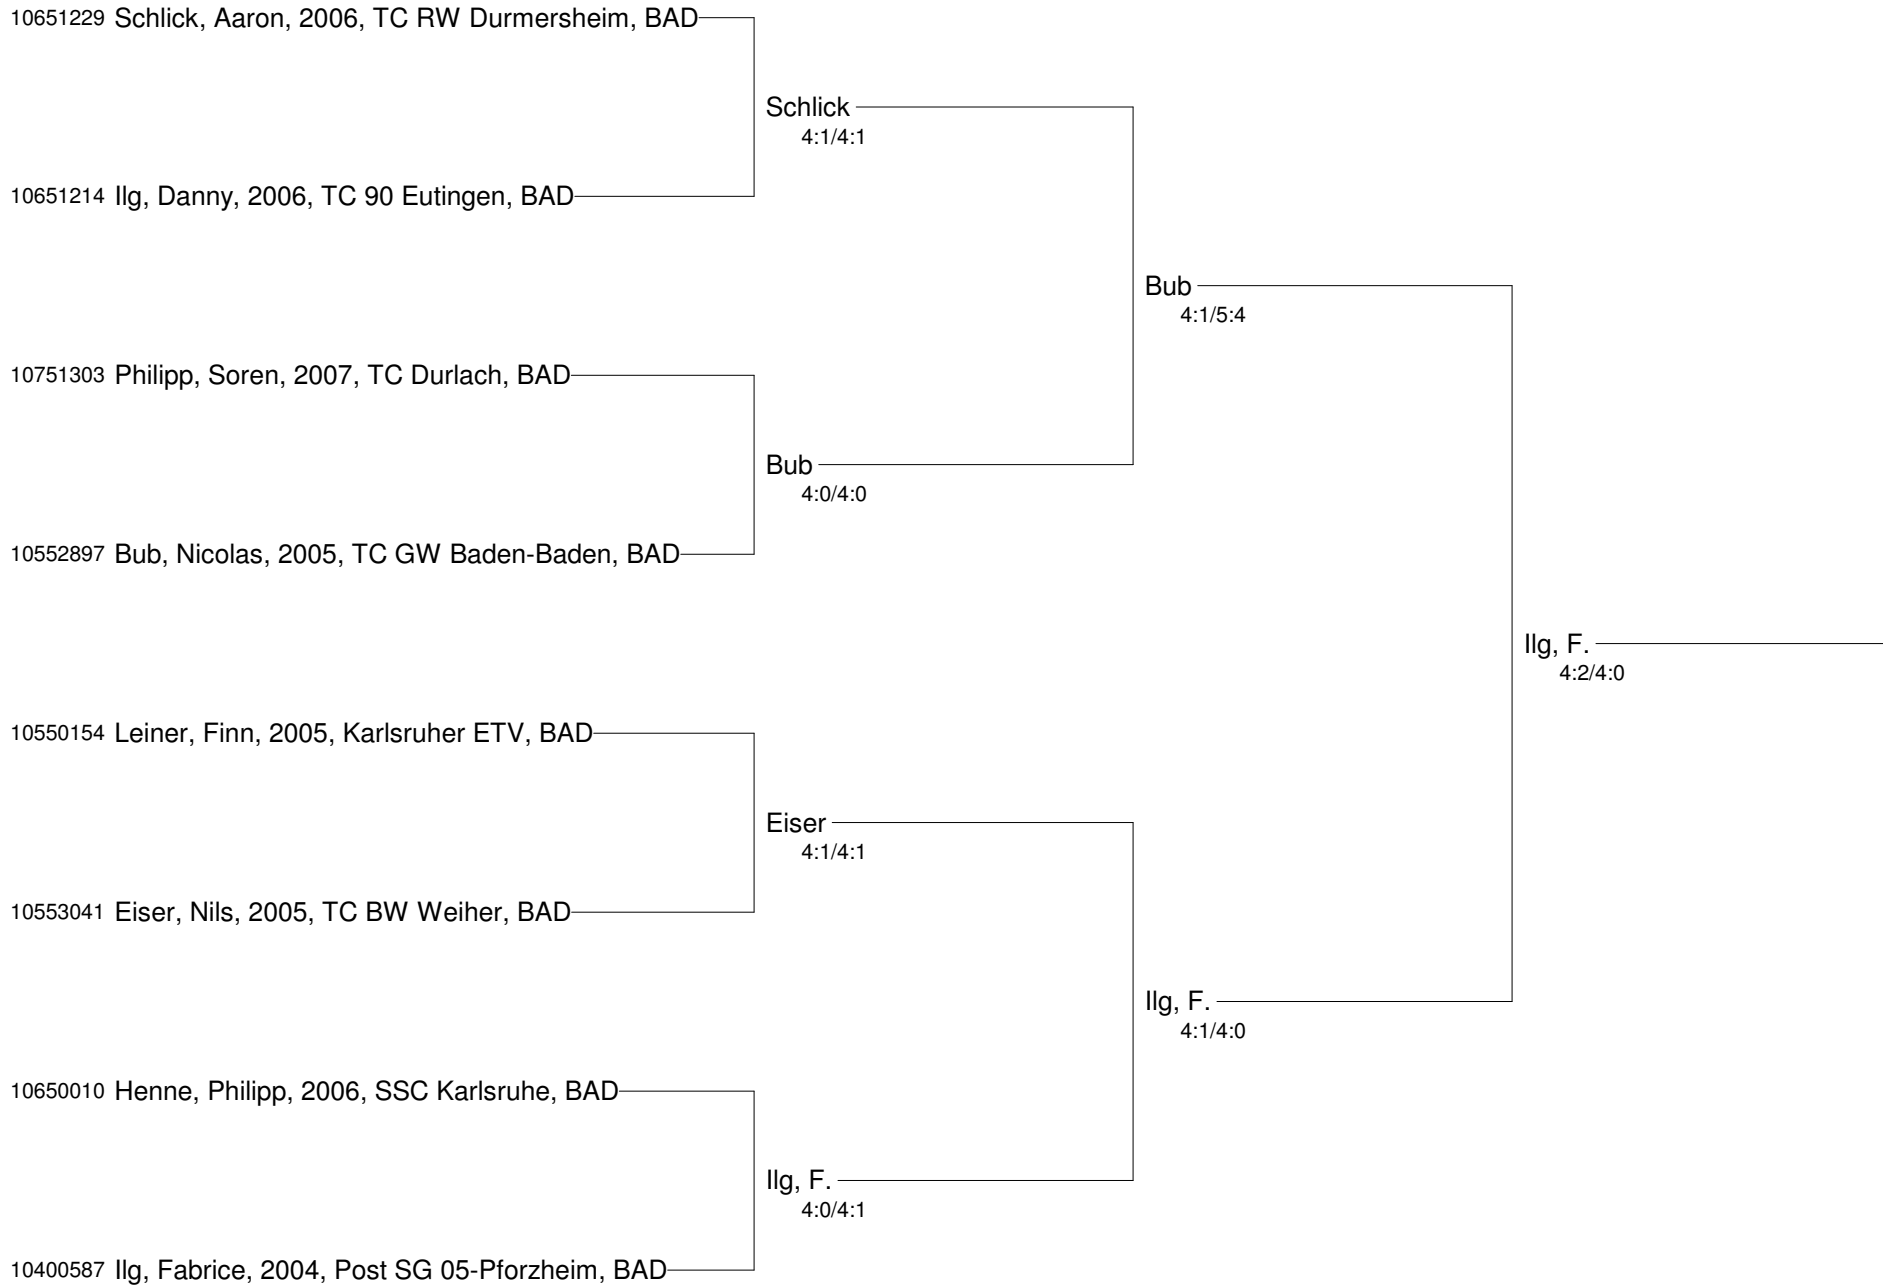 10651229 Schlick, Aaron, 2006, TC RW Durmersheim, BAD
Schlick
4:1/4:1
10651214 Ilg, Danny, 2006, TC 90 Eutingen, BAD
Bub
4:1/5:4
10751303 Philipp, Soren, 2007, TC Durlach, BAD
Bub
4:0/4:0
10552897 Bub, Nicolas, 2005, TC GW Baden-Baden, BAD
Ilg, F.
4:2/4:0
10550154 Leiner, Finn, 2005, Karlsruher ETV, BAD
Eiser
4:1/4:1
10553041 Eiser, Nils, 2005, TC BW Weiher, BAD
Ilg, F.
4:1/4:0
10650010 Henne, Philipp, 2006, SSC Karlsruhe, BAD
Ilg, F.
4:0/4:1
10400587 Ilg, Fabrice, 2004, Post SG 05-Pforzheim, BAD